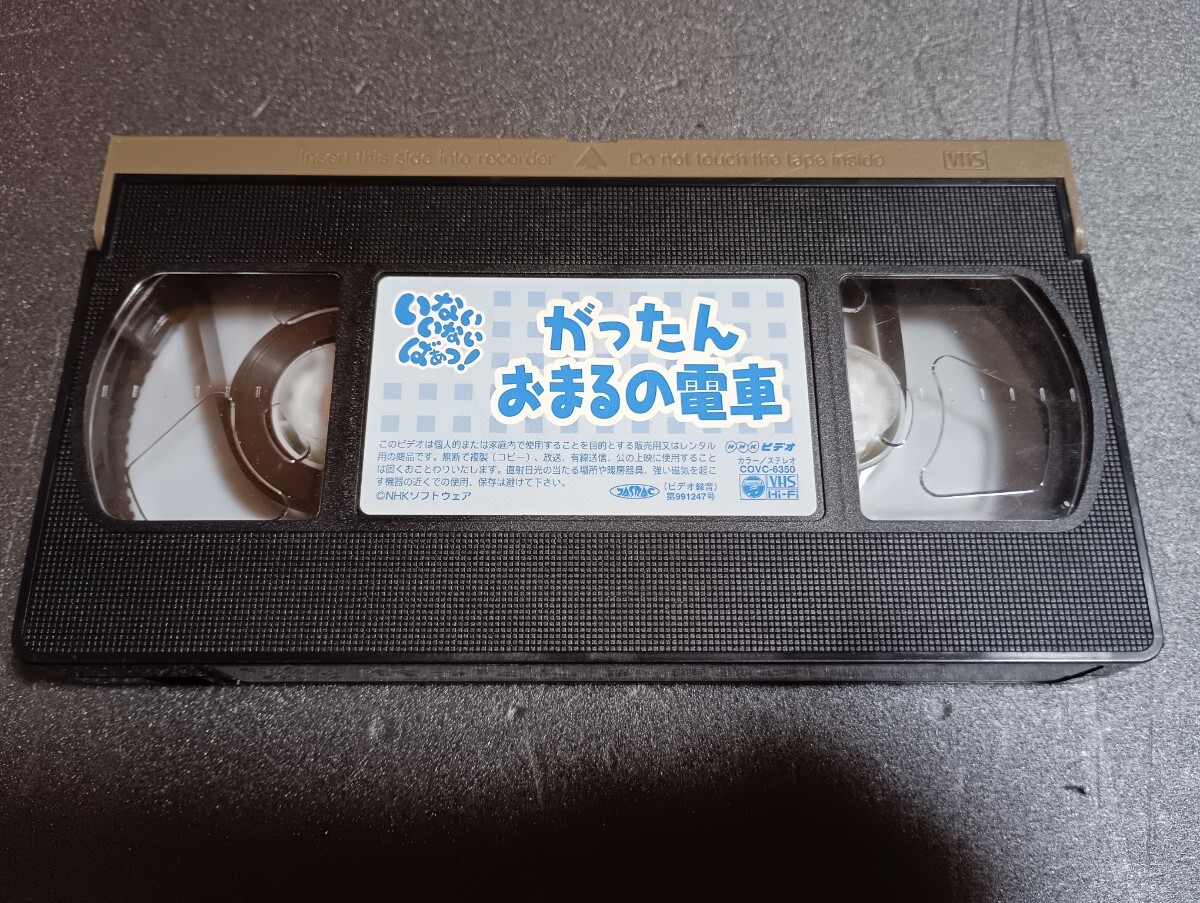 Insert this side into recorder Do not touch the tape inside VHS
いない
いない
ばあっ!
がったん
おまるの電車
このビデオは個人的または家庭内で使用することを目的とする販売用又はレンタル
用の商品です。無断で複製(コピー)、放送、有線送信、公の上映に使用すること
は固くおことわりいたします。直射日光の当たる場所や暖房器具、強い磁気を起こ
す機器の近くでの使用、保存は避けて下さい。
©NHKソフトウェア
JASRAC
(ビデオ録音)
第991247号
NHKビデオ
カラー/ステレオ
COVC-6350
VHS
Hi-Fi